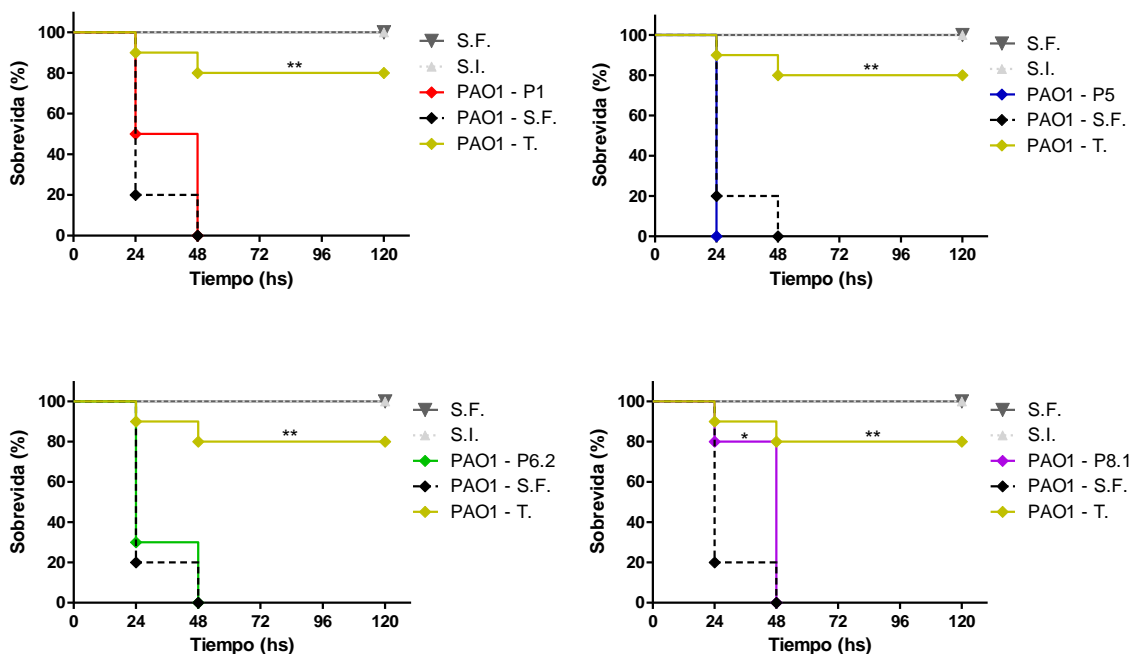 100
80
60
40
20
0
Sobrevida (%)
**
0 24 48 72 96 120
Tiempo (hs)
S.F.
S.I.
PAO1 - P1
PAO1 - S.F.
PAO1 - T.
100
80
60
40
20
0
Sobrevida (%)
**
0 24 48 72 96 120
Tiempo (hs)
S.F.
S.I.
PAO1 - P5
PAO1 - S.F.
PAO1 - T.
100
80
60
40
20
0
Sobrevida (%)
**
0 24 48 72 96 120
Tiempo (hs)
S.F.
S.I.
PAO1 - P6.2
PAO1 - S.F.
PAO1 - T.
100
80
60
40
20
0
Sobrevida (%)
* **
0 24 48 72 96 120
Tiempo (hs)
S.F.
S.I.
PAO1 - P8.1
PAO1 - S.F.
PAO1 - T.